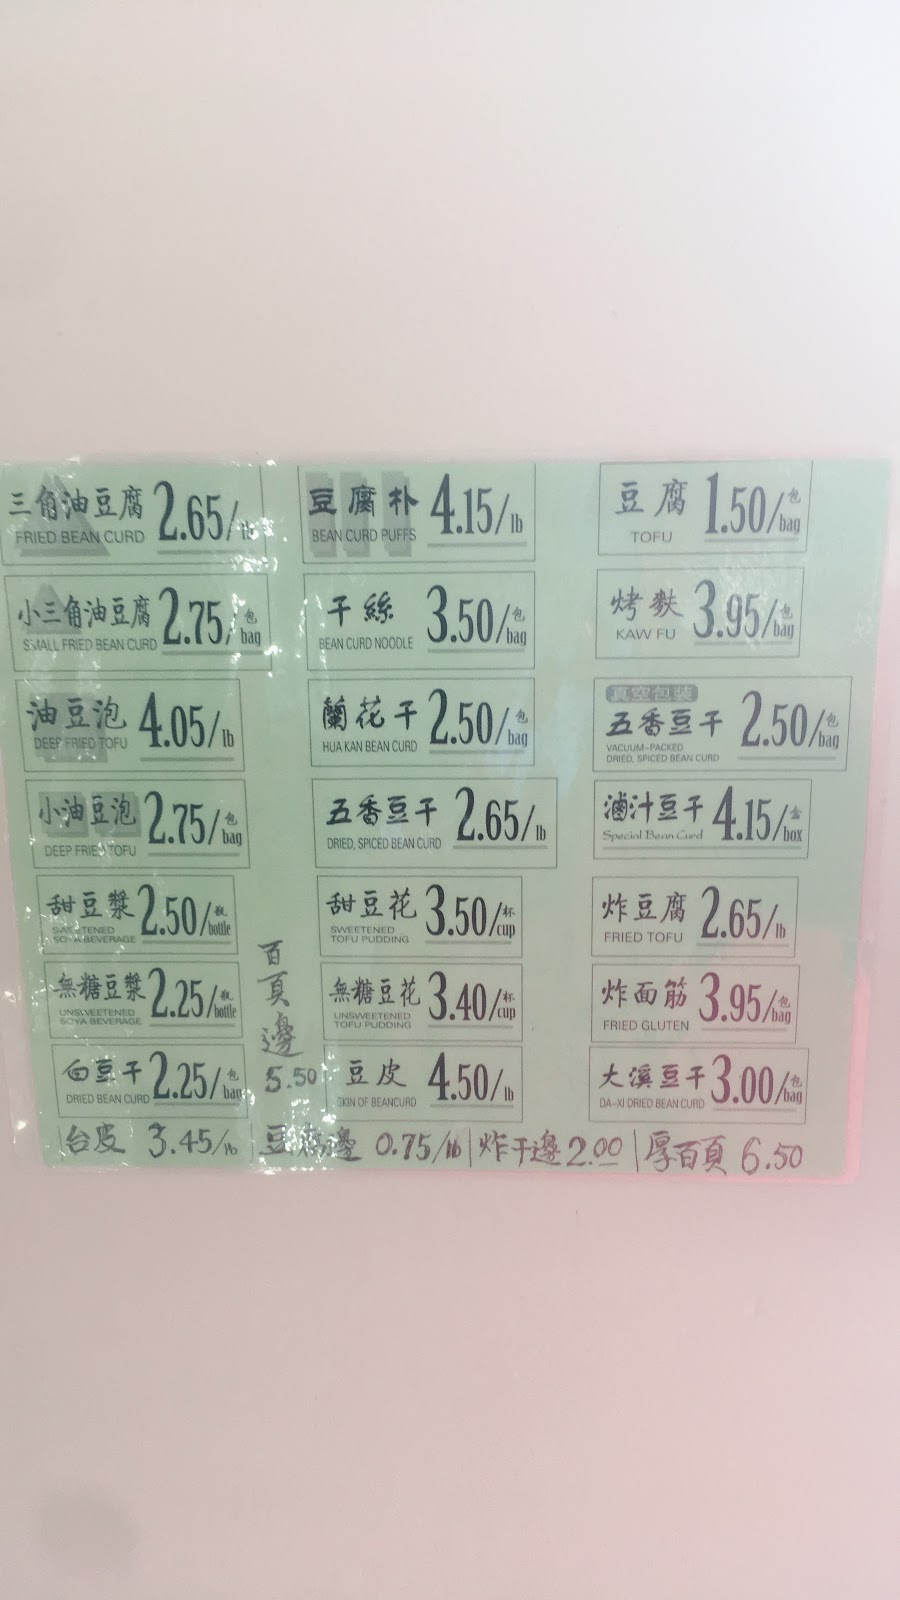 三角油豆腐 2.65/lb
FRIED BEAN CURD
豆腐朴 4.15/lb
BEAN CURD PUFFS
豆腐 1.50/包 bag
TOFU
小三角油豆腐 2.75/包 bag
SMALL FRIED BEAN CURD
干絲 3.50/包 bag
BEAN CURD NOODLE
烤麩 3.95/包 bag
KAW FU
油豆泡 4.05/lb
DEEP FRIED TOFU
蘭花干 2.50/包 bag
HUA KAN BEAN CURD
真空包裝
五香豆干 2.50/包 bag
VACUUM-PACKED
DRIED, SPICED BEAN CURD
小油豆泡 2.75/包 bag
DEEP FRIED TOFU
五香豆干 2.65/lb
DRIED, SPICED BEAN CURD
滷汁豆干 4.15/盒 box
Special Bean Curd
甜豆漿 2.50/瓶 bottle
SWEETENED
SOYA BEVERAGE
甜豆花 3.50/杯 cup
SWEETENED
TOFU PUDDING
炸豆腐 2.65/lb
FRIED TOFU
無糖豆漿 2.25/瓶 bottle
UNSWEETENED
SOYA BEVERAGE
無糖豆花 3.40/杯 cup
UNSWEETENED
TOFU PUDDING
炸面筋 3.95/包 bag
FRIED GLUTEN
白豆干 2.25/包 bag
DRIED BEAN CURD
百頁邊
5.50
豆皮 4.50/lb
SKIN OF BEANCURD
大溪豆干 3.00/包 bag
DA-XI DRIED BEAN CURD
台皮 3.45/lb 豆腐邊 0.75/lb 炸干邊 2.00 厚百頁 6.50